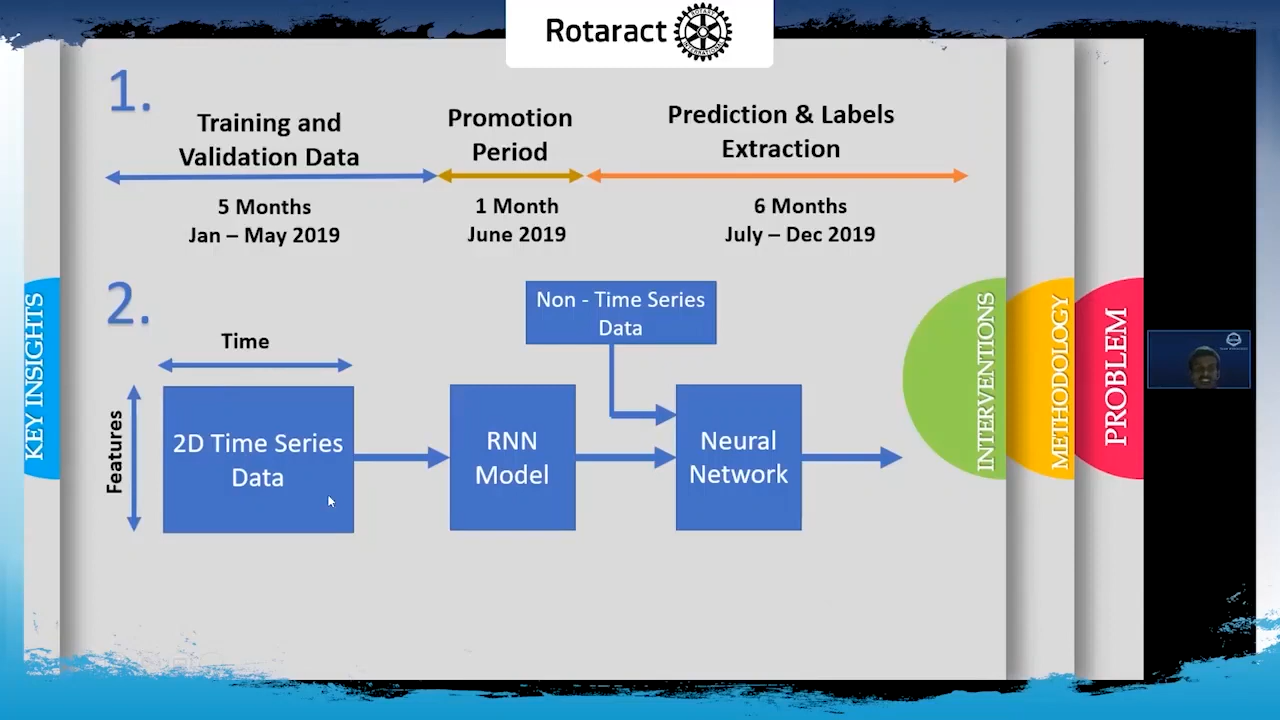 Rotaract
1.
Training and
Validation Data
Promotion
Period
Prediction & Labels
Extraction
5 Months
Jan – May 2019
1 Month
June 2019
6 Months
July – Dec 2019
2.
Non - Time Series
Data
Time
Features
2D Time Series
Data
RNN
Model
Neural
Network
KEY INSIGHTS
INTERVENTIONS
METHODOLOGY
PROBLEM